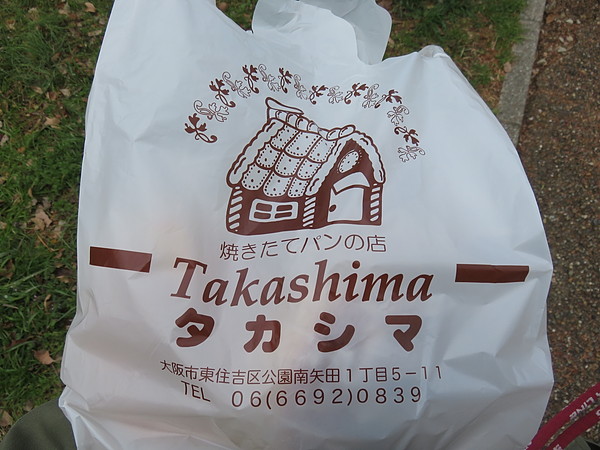 焼きたてパンの店
Takashima
タカシマ
大阪市東住吉区公園南矢田1丁目5-11
TEL 06(6692)0839